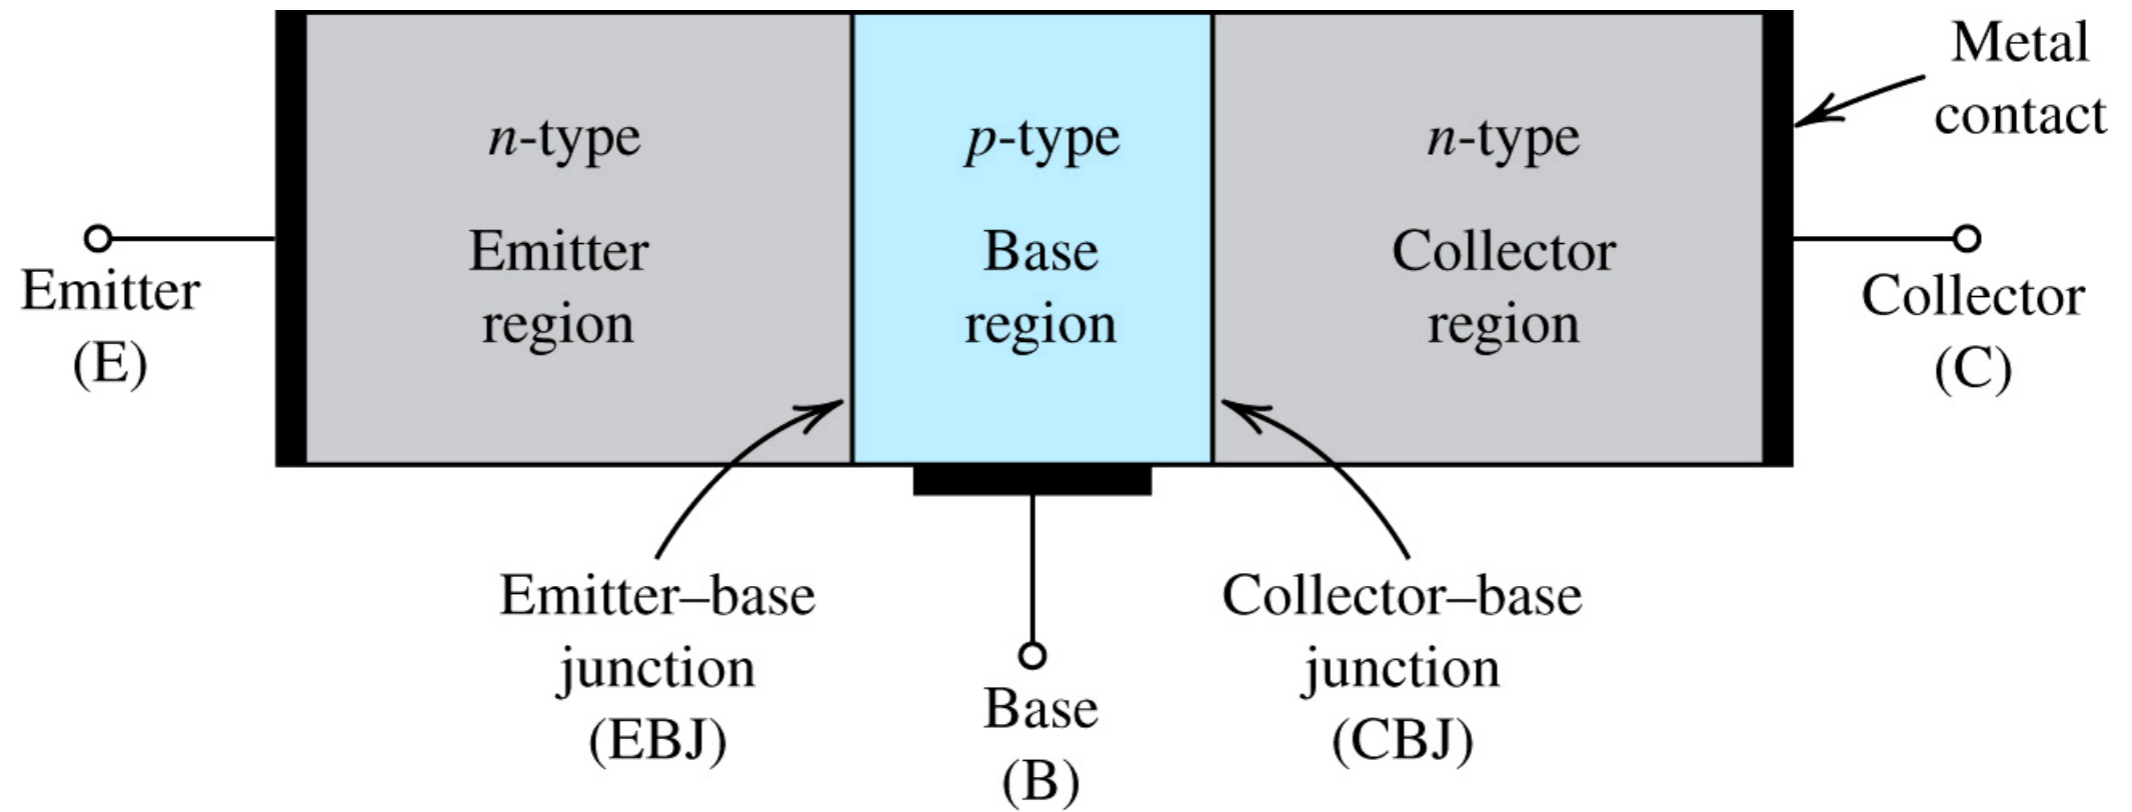 Metal
contact
n-type
p-type
n-type
Emitter
region
Base
region
Collector
region
Emitter
(E)
Collector
(C)
Emitter–base
junction
(EBJ)
Base
(B)
Collector–base
junction
(CBJ)